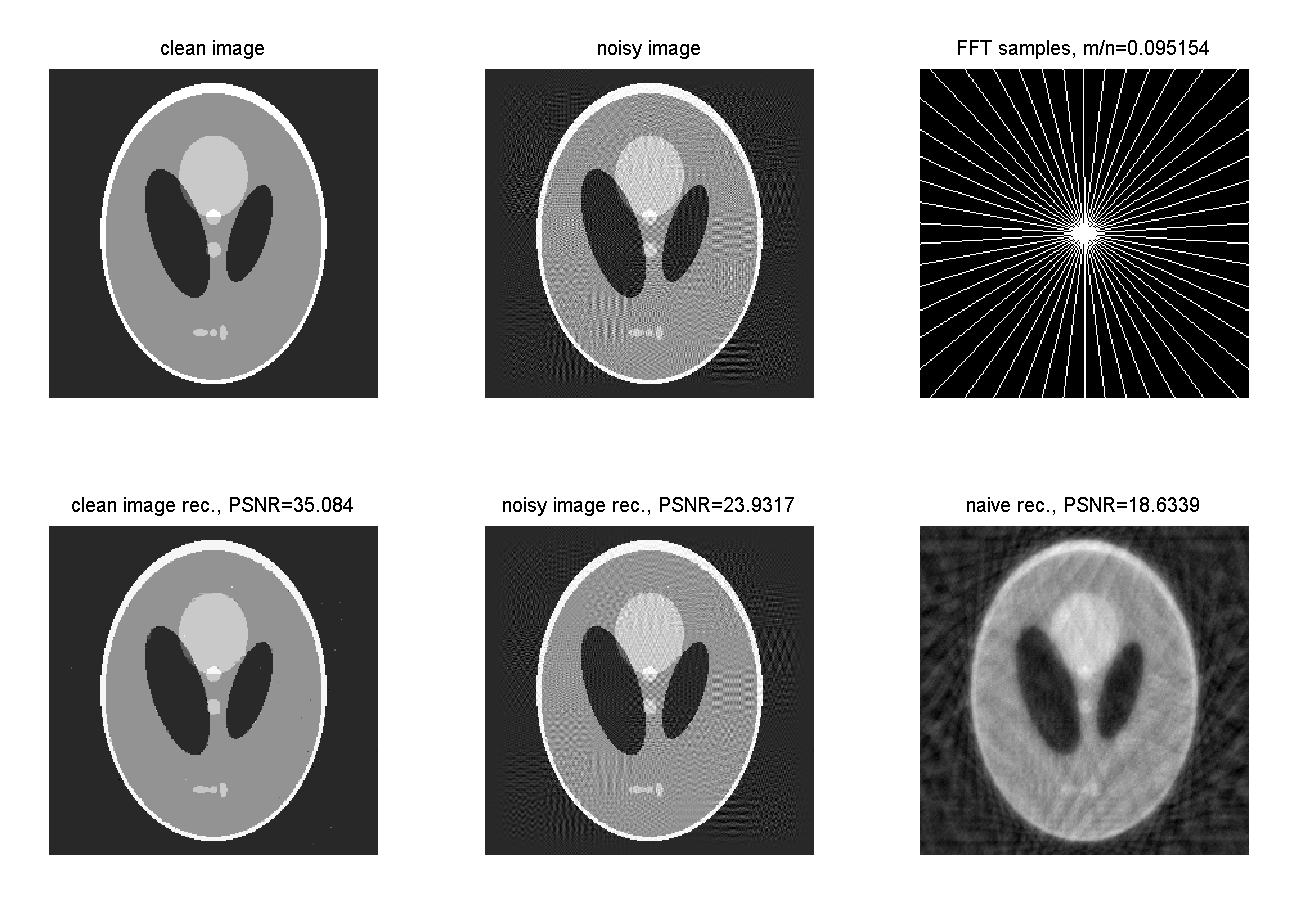 clean image
noisy image
FFT samples, m/n=0.095154
clean image rec., PSNR=35.084
noisy image rec., PSNR=23.9317
naive rec., PSNR=18.6339